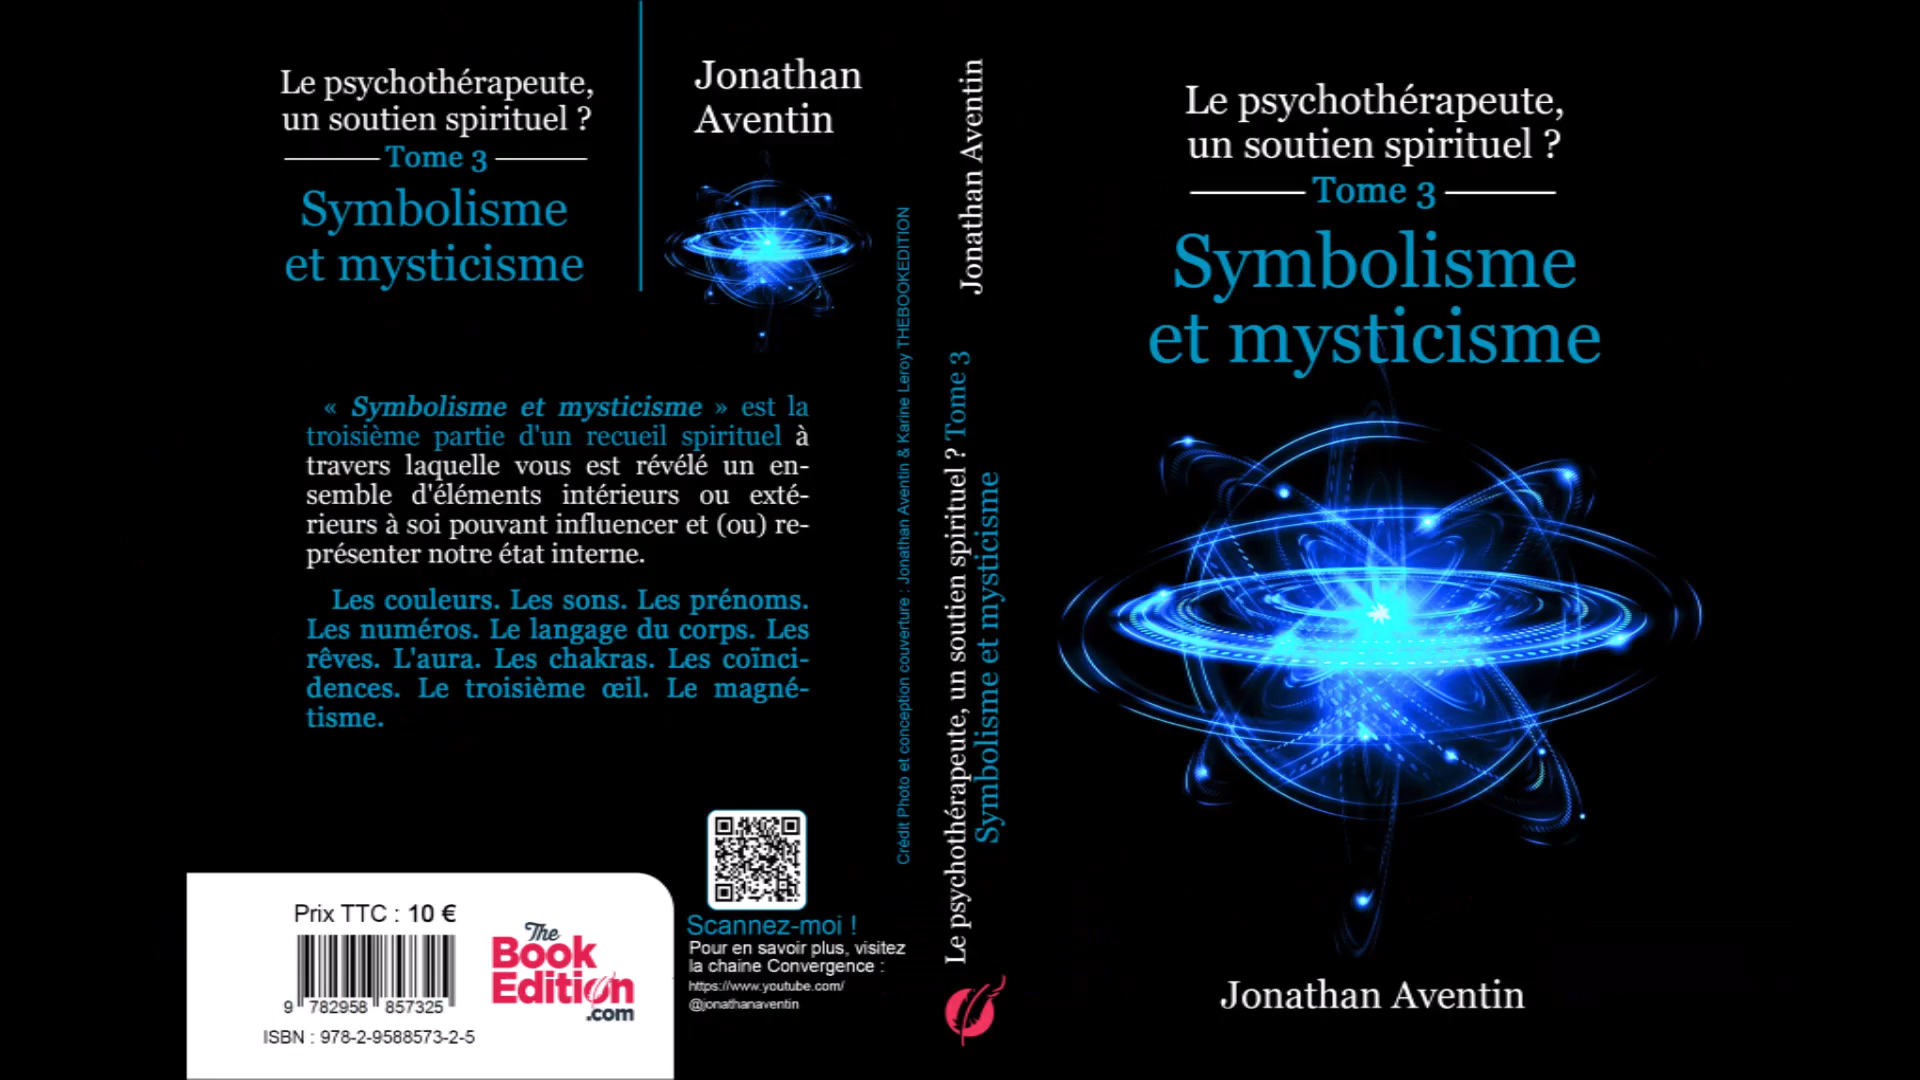 Le psychothérapeute,
un soutien spirituel ?
Tome 3
Symbolisme
et mysticisme
Jonathan
Aventin
« Symbolisme et mysticisme » est la
troisième partie d'un recueil spirituel à
travers laquelle vous est révélé un en-
semble d'éléments intérieurs ou exté-
rieurs à soi pouvant influencer et (ou) re-
présenter notre état interne.
Les couleurs. Les sons. Les prénoms.
Les numéros. Le langage du corps. Les
rêves. L'aura. Les chakras. Les coïnci-
dences. Le troisième œil. Le magné-
tisme.
Prix TTC : 10 €
9 782958 857325
ISBN : 978-2-9588573-2-5
The
Book
Edition
.com
Scannez-moi !
Pour en savoir plus, visitez
la chaine Convergence :
https://www.youtube.com/
@jonathanaventin
Crédit Photo et conception couverture : Jonathan Aventin & Karine Leroy THEBOOKEDITION
Jonathan Aventin
Le psychothérapeute, un soutien spirituel ? Tome 3
Symbolisme et mysticisme
Le psychothérapeute,
un soutien spirituel ?
Tome 3
Symbolisme
et mysticisme
Jonathan Aventin